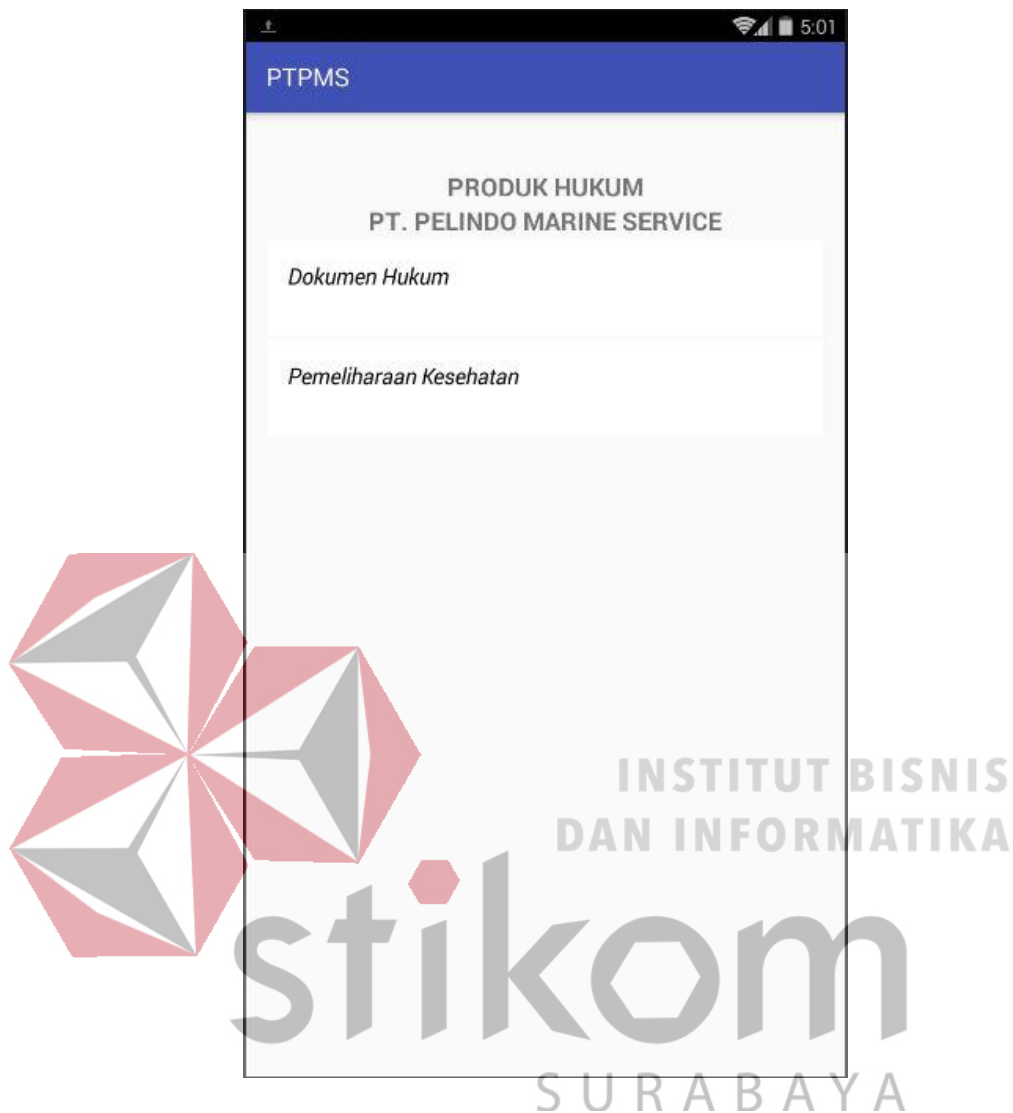 5:01
PTPMS
PRODUK HUKUM
PT. PELINDO MARINE SERVICE
Dokumen Hukum
Pemeliharaan Kesehatan
INSTITUT BISNIS
DAN INFORMATIKA
stikom
SURABAYA